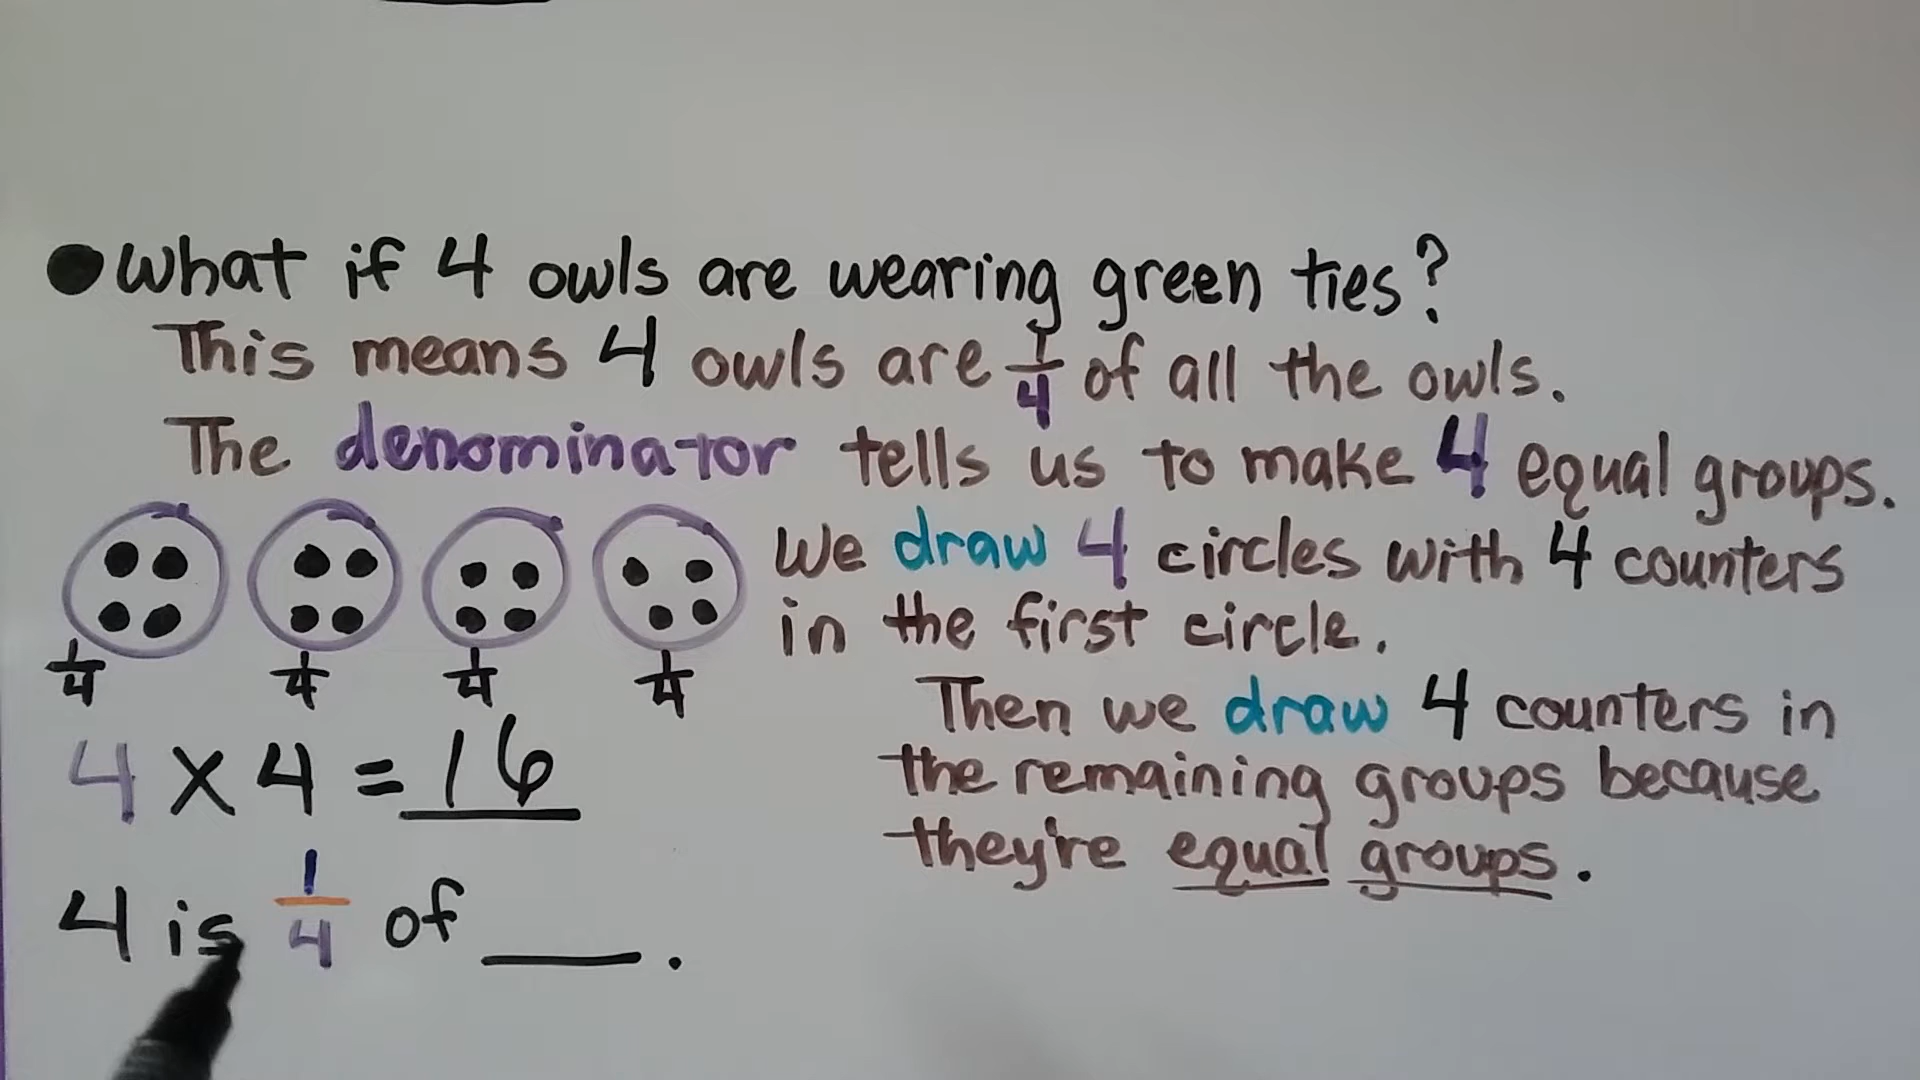 ●What if 4 owls are wearing green ties?
This means 4 owls are 1/4 of all the owls.
The denominator tells us to make 4 equal groups.
We draw 4 circles with 4 counters
in the first circle.
1/4 1/4 1/4 1/4
Then we draw 4 counters in
the remaining groups because
they're equal groups.
4 × 4 = 16
4 is 1/4 of ___.